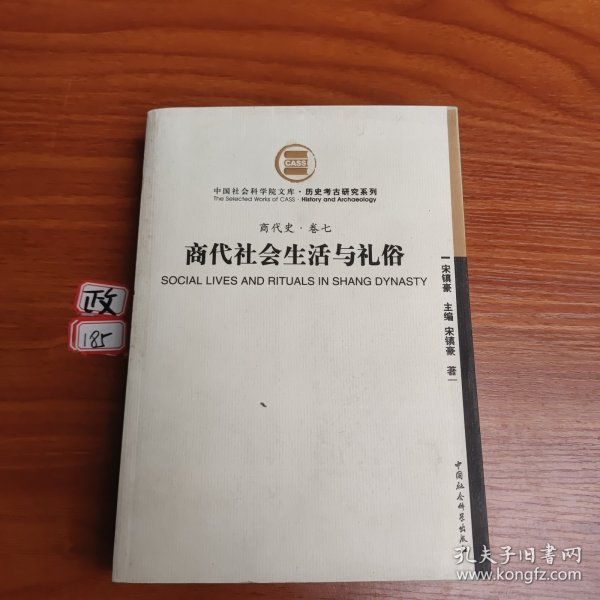 CASS
中国社会科学院文库·历史考古研究系列
The Selected Works of CASS · History and Archaeology
商代史·卷七
商代社会生活与礼俗
SOCIAL LIVES AND RITUALS IN SHANG DYNASTY
宋镇豪 主编 宋镇豪 著
政
185
中国社会科学出版
孔夫子旧书网
www.kongfz.com